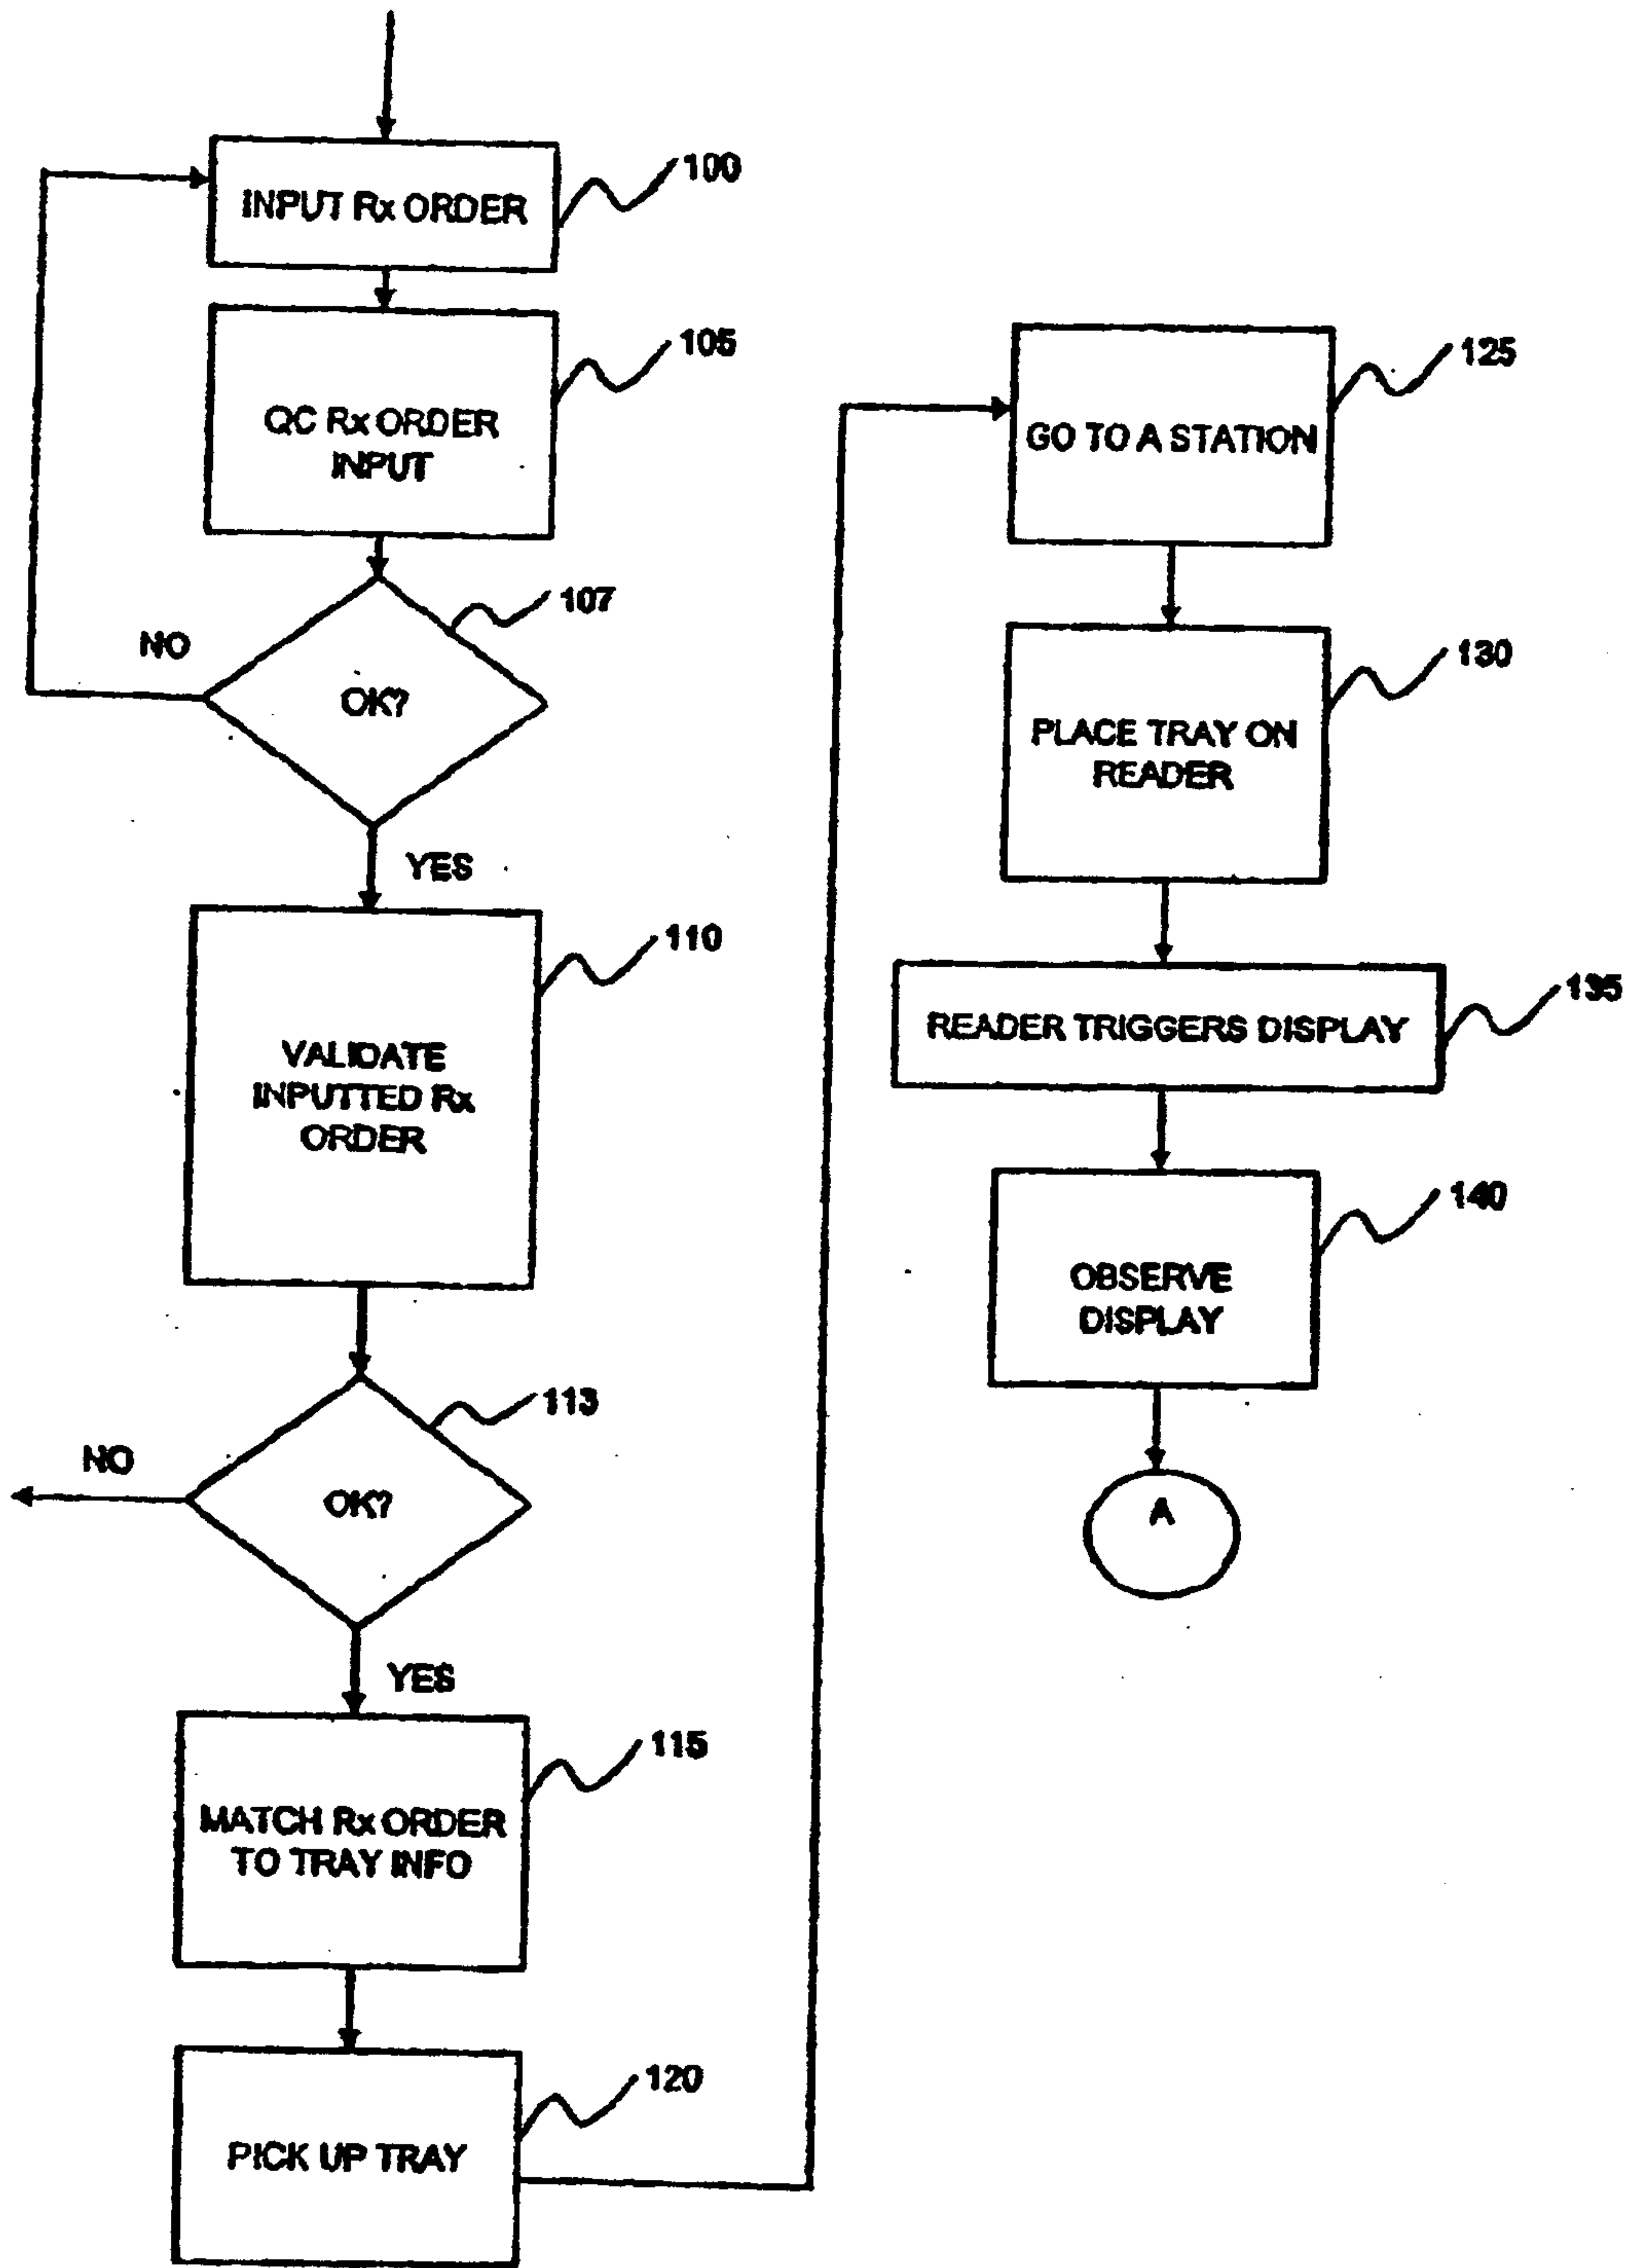 INPUT Rx ORDER
100
QC Rx ORDER
INPUT
105
107
NO
OK?
YES
110
VALIDATE
INPUTTED Rx
ORDER
113
NO
OK?
YES
115
MATCH Rx ORDER
TO TRAY INFO
120
PICK UP TRAY
125
GO TO A STATION
130
PLACE TRAY ON
READER
135
READER TRIGGERS DISPLAY
140
OBSERVE
DISPLAY
A